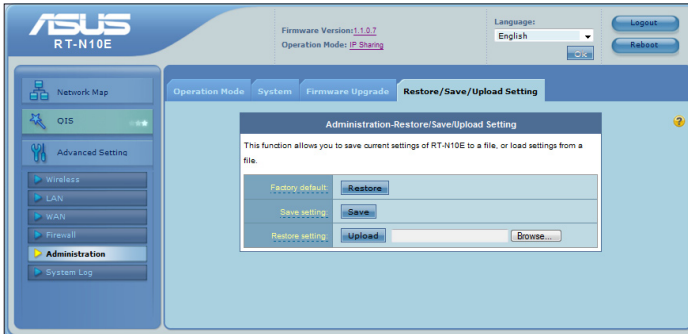 ASUS
RT-N10E
Firmware Version:1.1.0.7
Operation Mode: IP Sharing
Language:
English
OK
Logout
Reboot
Network Map
OIS
Advanced Setting
Wireless
LAN
WAN
Firewall
Administration
System Log
Operation Mode
System
Firmware Upgrade
Restore/Save/Upload Setting
Administration-Restore/Save/Upload Setting
This function allows you to save current settings of RT-N10E to a file, or load settings from a
file.
Factory default: Restore
Save setting: Save
Restore setting: Upload Browse...
?